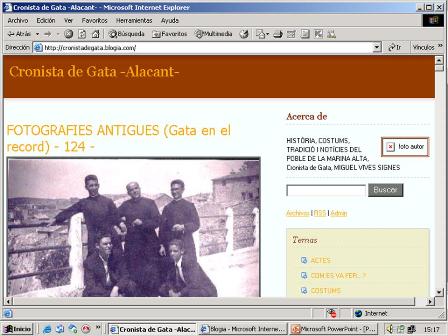 Cronista de Gata -Alacant- - Microsoft Internet Explorer
Archivo Edición Ver Favoritos Herramientas Ayuda
Atrás Búsqueda Favoritos Multimedia
Dirección http://cronistadegata.blogia.com/ Ir Vínculos
Cronista de Gata -Alacant-
FOTOGRAFIES ANTIGUES (Gata en el
record) - 124 -
Acerca de
HISTÒRIA, COSTUMS,
TRADICIÓ I NOTÍCIES DEL
POBLE DE LA MARINA ALTA,
Cronista de Gata, MIGUEL VIVES SIGNES
foto autor
Buscar
Archivos | RSS | Admin
Temas
ACTES
COM ES VA FER...?
COSTUMS
Internet
Inicio Cronista de Gata -Alac... Blogia - Microsoft Interne... Microsoft PowerPoint - [M... 15:17